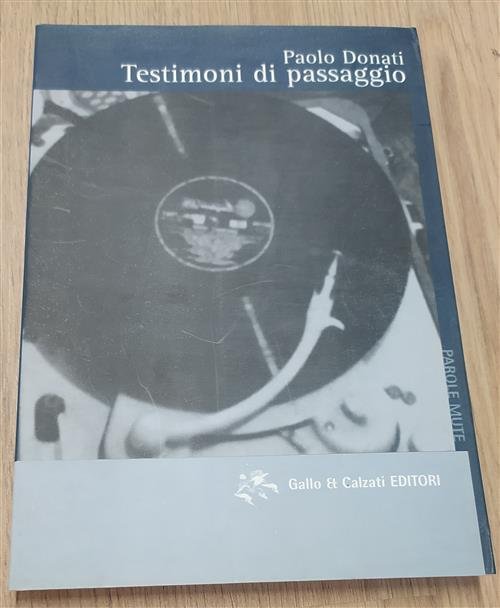 Paolo Donati
Testimoni di passaggio
PAROLE MUTE
Gallo & Calzati EDITORI